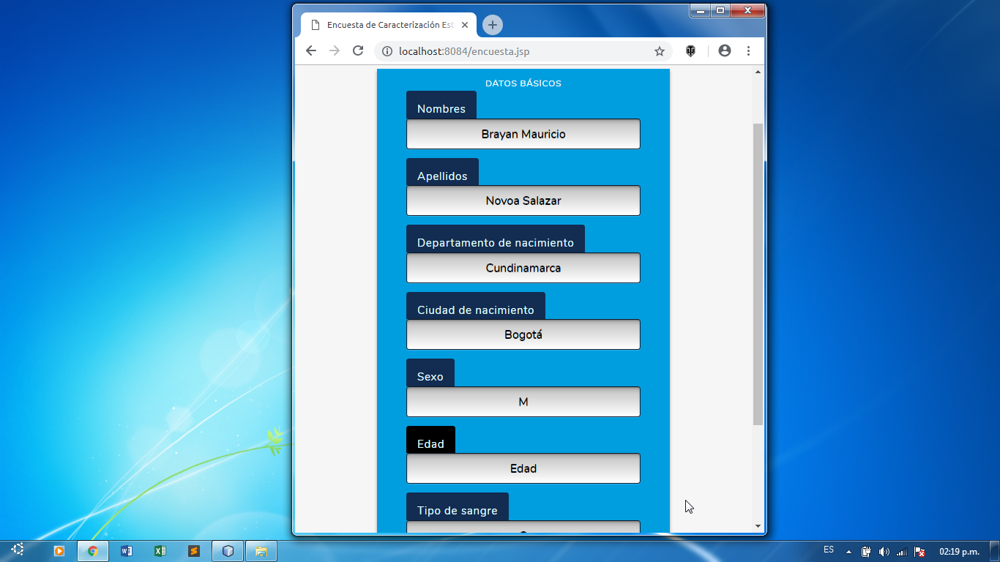 Encuesta de Caracterización Est
localhost:8084/encuesta.jsp
DATOS BÁSICOS
Nombres
Brayan Mauricio
Apellidos
Novoa Salazar
Departamento de nacimiento
Cundinamarca
Ciudad de nacimiento
Bogotá
Sexo
M
Edad
Edad
Tipo de sangre
ES
02:19 p.m.